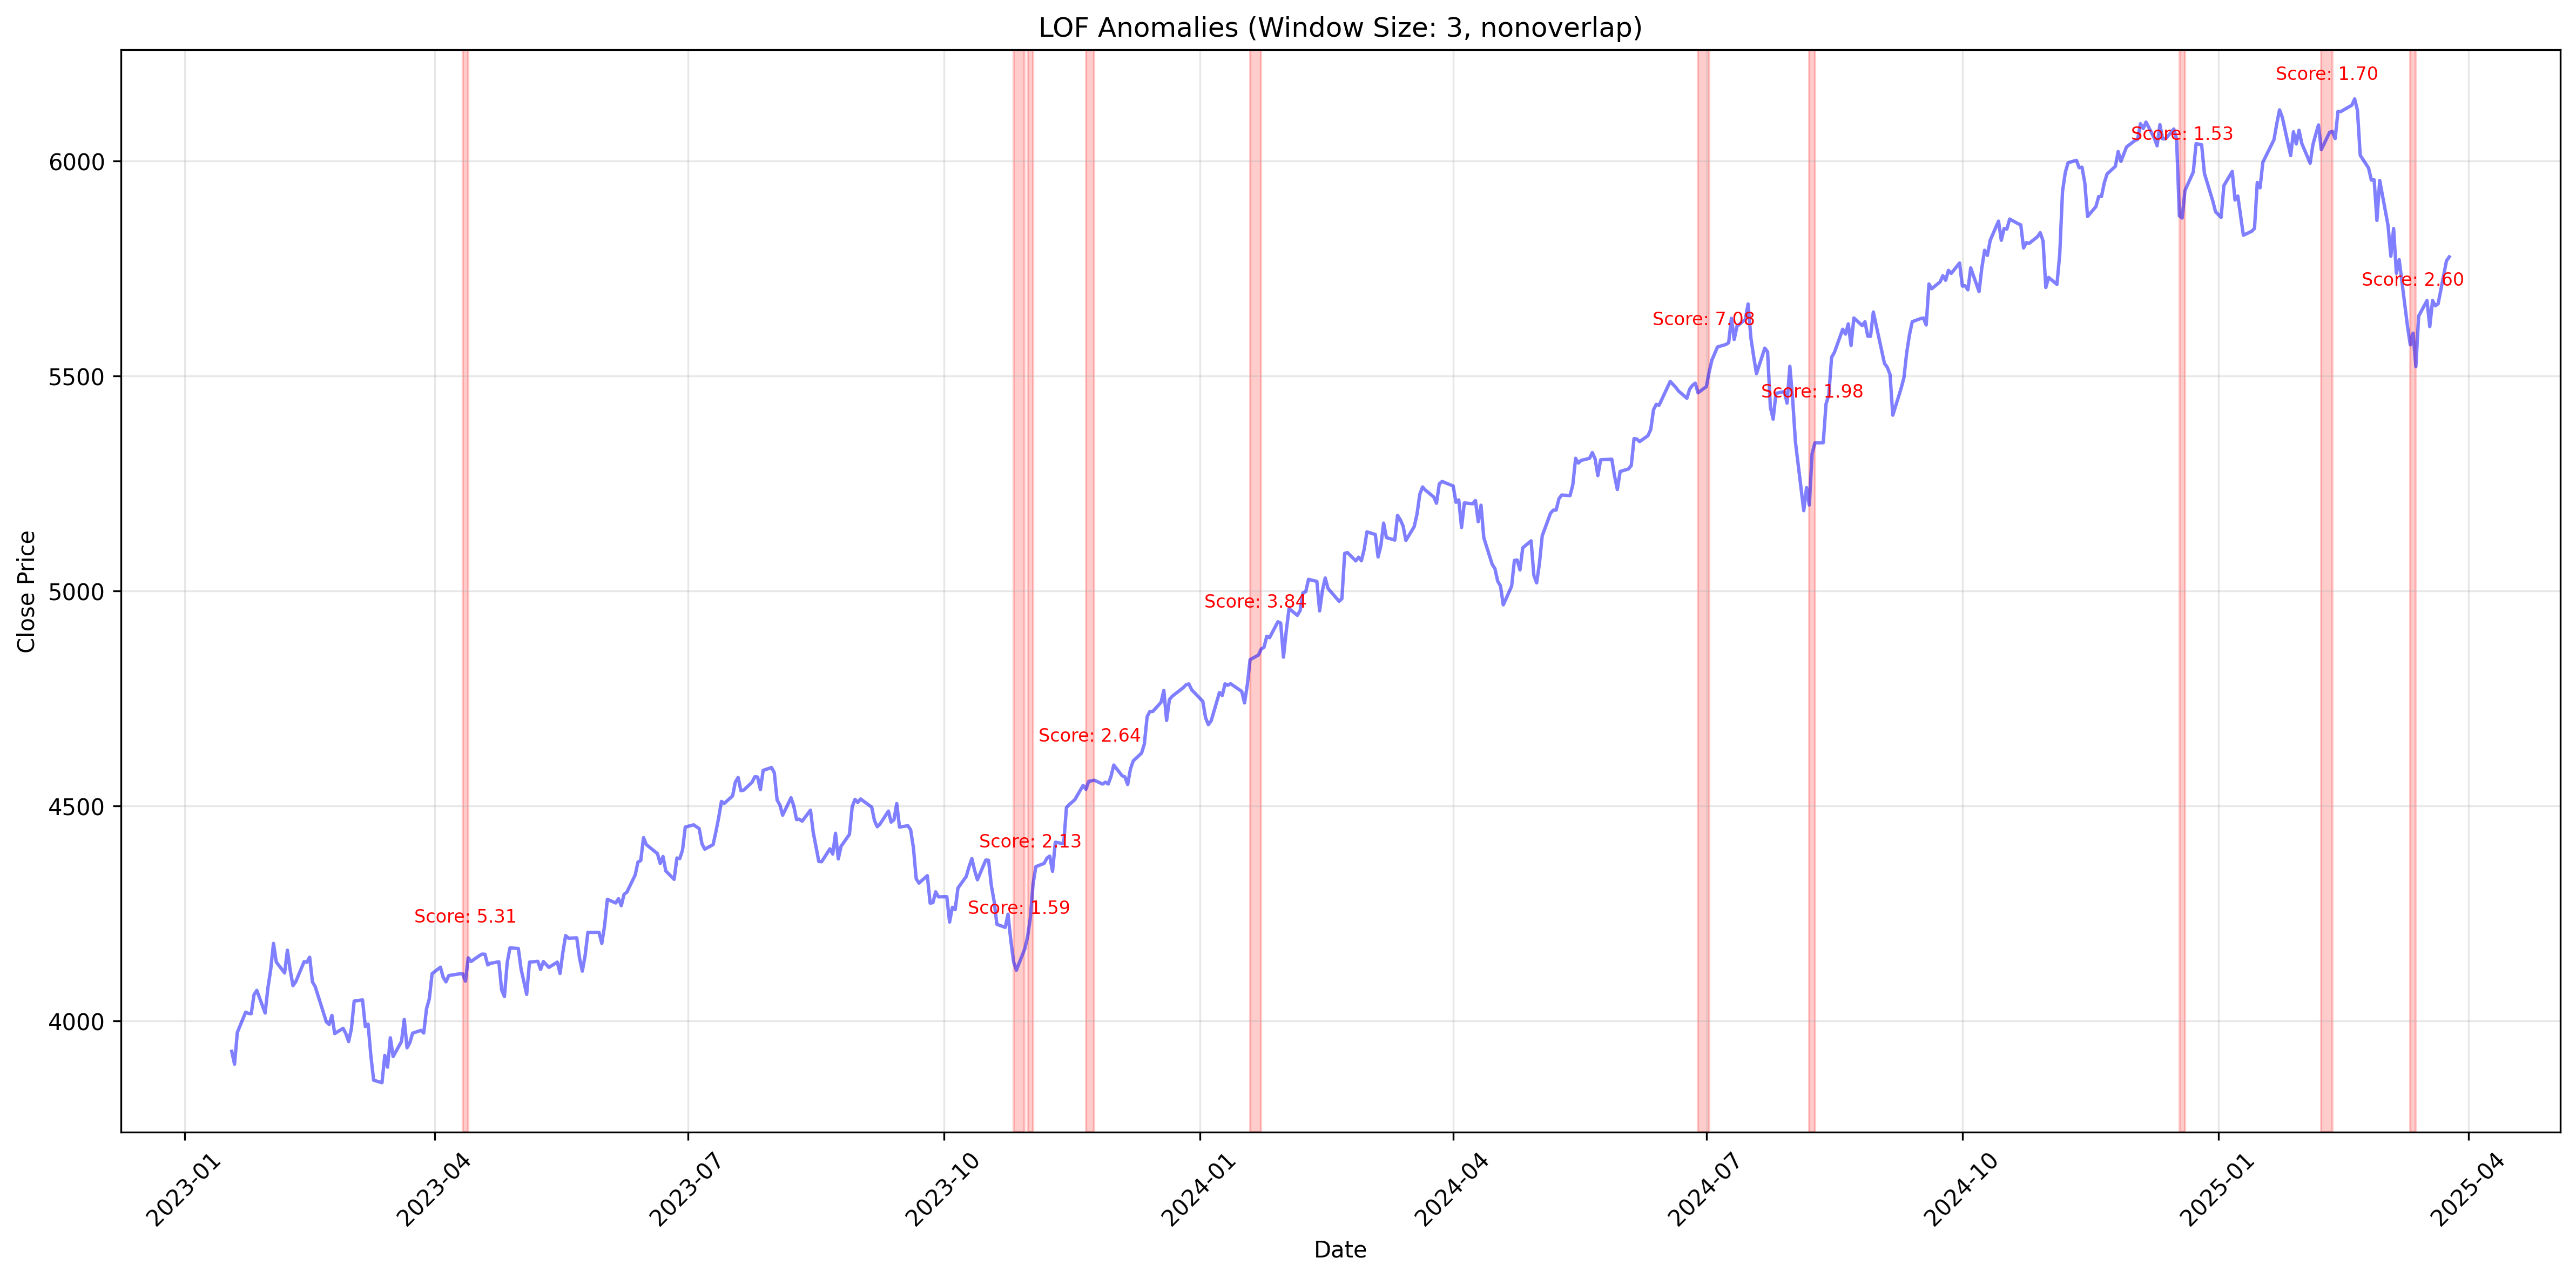 LOF Anomalies (Window Size: 3, nonoverlap)
Score: 1.70
Score: 1.53
6000
Score: 2.60
Score: 7.08
5500
Score: 1.98
5000
Score: 3.84
Score: 2.64
4500
Score: 2.13
Score: 1.59
Score: 5.31
4000
Close Price
2023-01
2023-04
2023-07
2023-10
2024-01
2024-04
2024-07
2024-10
2025-01
2025-04
Date